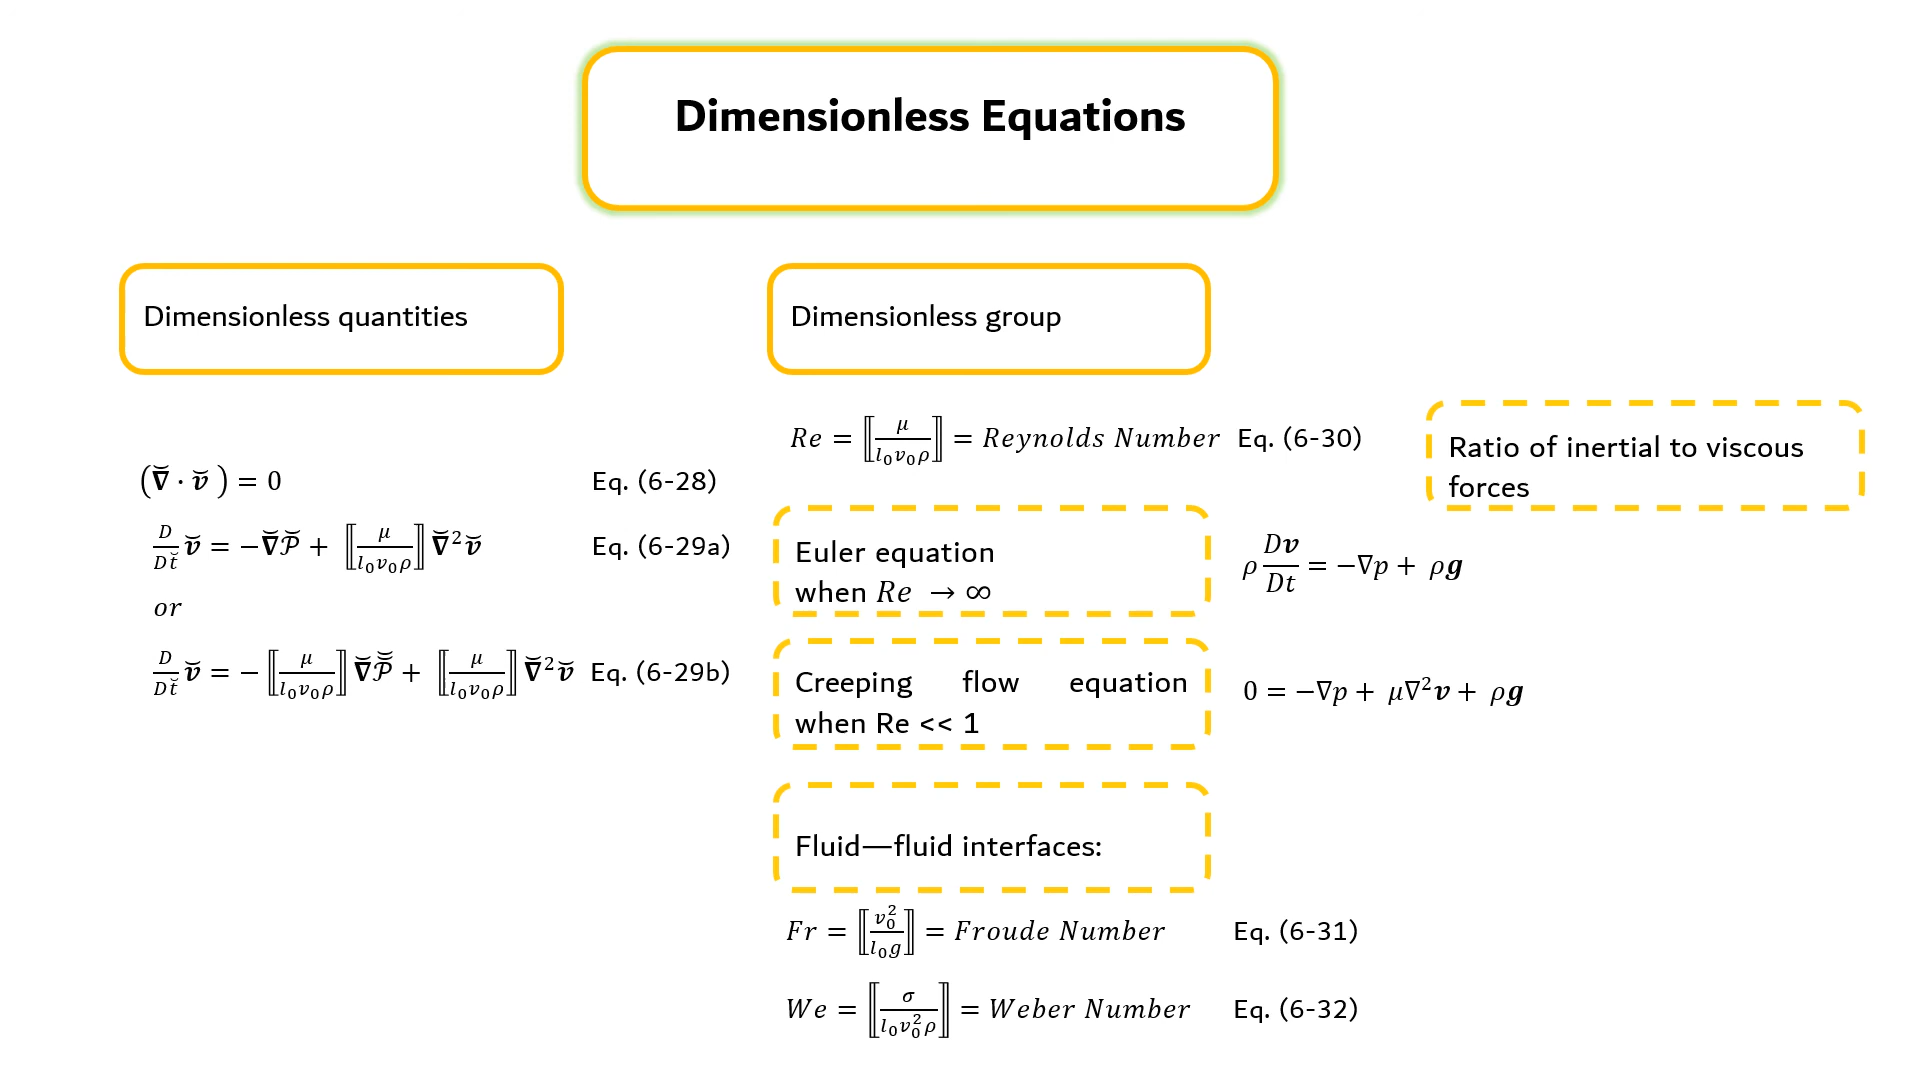 Dimensionless Equations
Dimensionless quantities
(∇̆ · v̆ ) = 0 Eq. (6-28)
D/Dt̆ v̆ = −∇̆𝒫̆ + ⟦μ/l₀v₀ρ⟧ ∇̆²v̆ Eq. (6-29a)
or
D/Dt̆ v̆ = − ⟦μ/l₀v₀ρ⟧ ∇̆𝒫̆̆ + ⟦μ/l₀v₀ρ⟧ ∇̆²v̆ Eq. (6-29b)
Dimensionless group
Re = ⟦μ/l₀v₀ρ⟧ = Reynolds Number Eq. (6-30)
Ratio of inertial to viscous
forces
Euler equation
when Re → ∞
ρ Dv/Dt = −∇p + ρg
Creeping flow equation
when Re << 1
0 = −∇p + μ∇²v + ρg
Fluid—fluid interfaces:
Fr = ⟦v₀²/l₀g⟧ = Froude Number Eq. (6-31)
We = ⟦σ/l₀v₀²ρ⟧ = Weber Number Eq. (6-32)